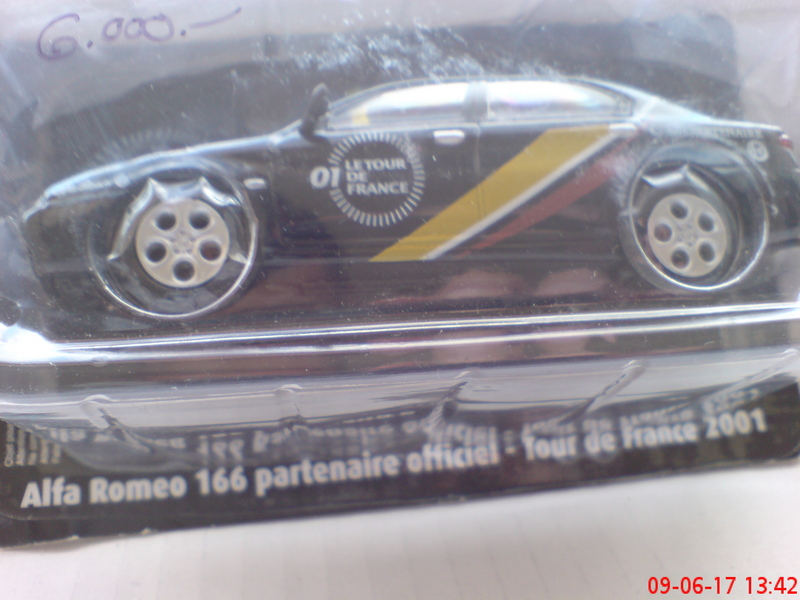 6.000.-
01 LE TOUR
DE
FRANCE
Alfa Romeo 166 partenaire officiel - Tour de France 2001
09-06-17 13:42